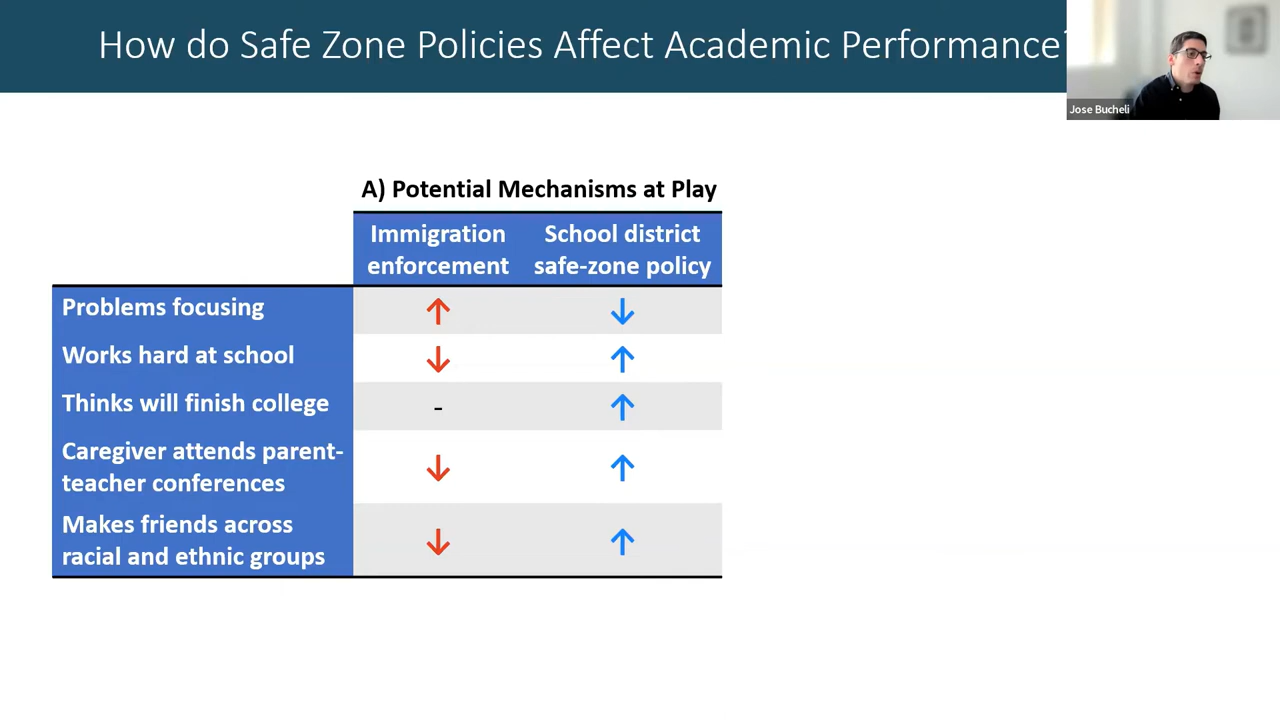 How do Safe Zone Policies Affect Academic Performance?
Jose Bucheli
A) Potential Mechanisms at Play
Immigration enforcement
School district safe-zone policy
Problems focusing ↑ ↓
Works hard at school ↓ ↑
Thinks will finish college - ↑
Caregiver attends parent-
teacher conferences ↓ ↑
Makes friends across
racial and ethnic groups ↓ ↑